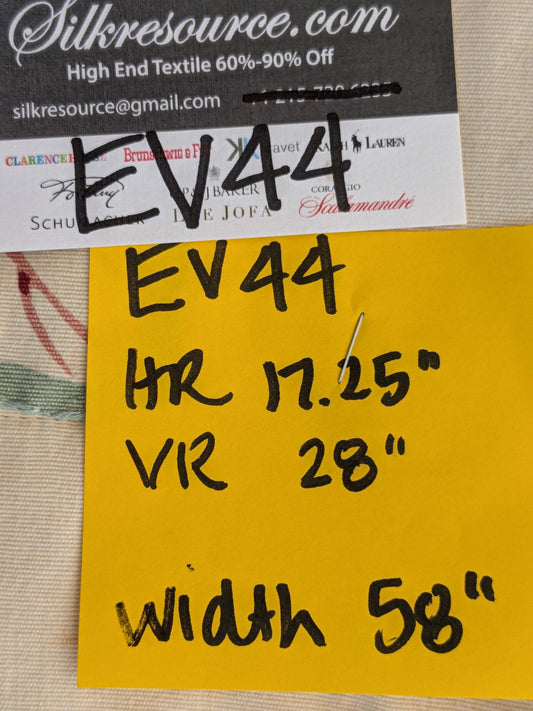 Silkresource.com
High End Textile 60%-90% Off
silkresource@gmail.com
EV44
CLARENCE HOUSE BRUNSCHWIG & FILS Kravet RALPH LAUREN
Fortuny GP & J BAKER CORAGGIO
SCHUMACHER LEE JOFA Scalamandré
EV44
HR 17.25"
VR 28"
Width 58"